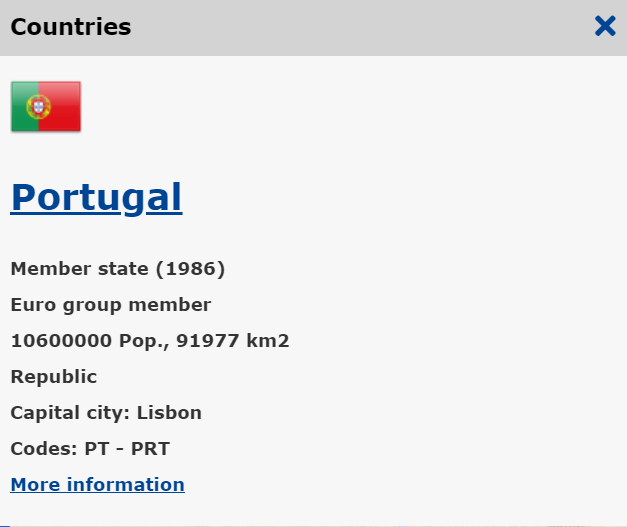 Countries
Portugal
Member state (1986)
Euro group member
10600000 Pop., 91977 km2
Republic
Capital city: Lisbon
Codes: PT - PRT
More information